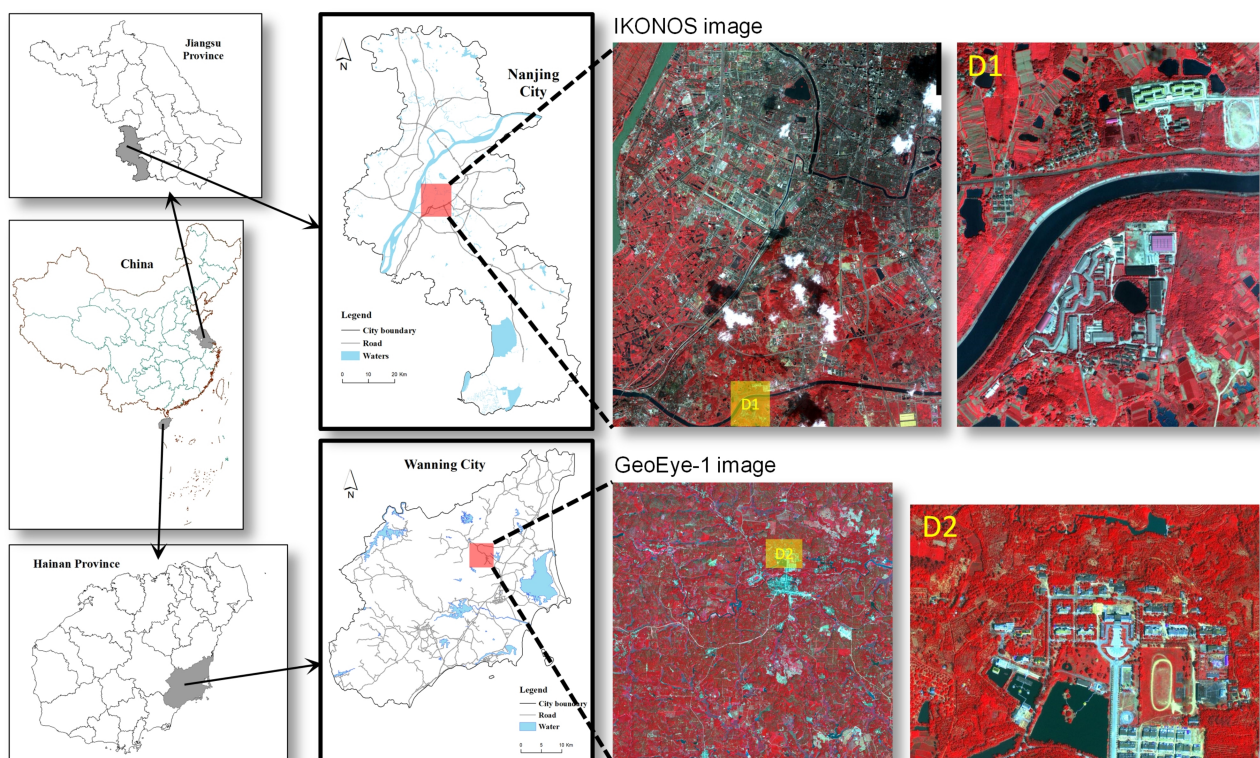 Jiangsu
Province
N
Nanjing
City
Legend
City boundary
Road
Waters
0 10 20 Km
IKONOS image
D1
D1
China
Hainan Province
Wanning City
N
Legend
City boundary
Road
Water
0 5 10 Km
GeoEye-1 image
D2
D2